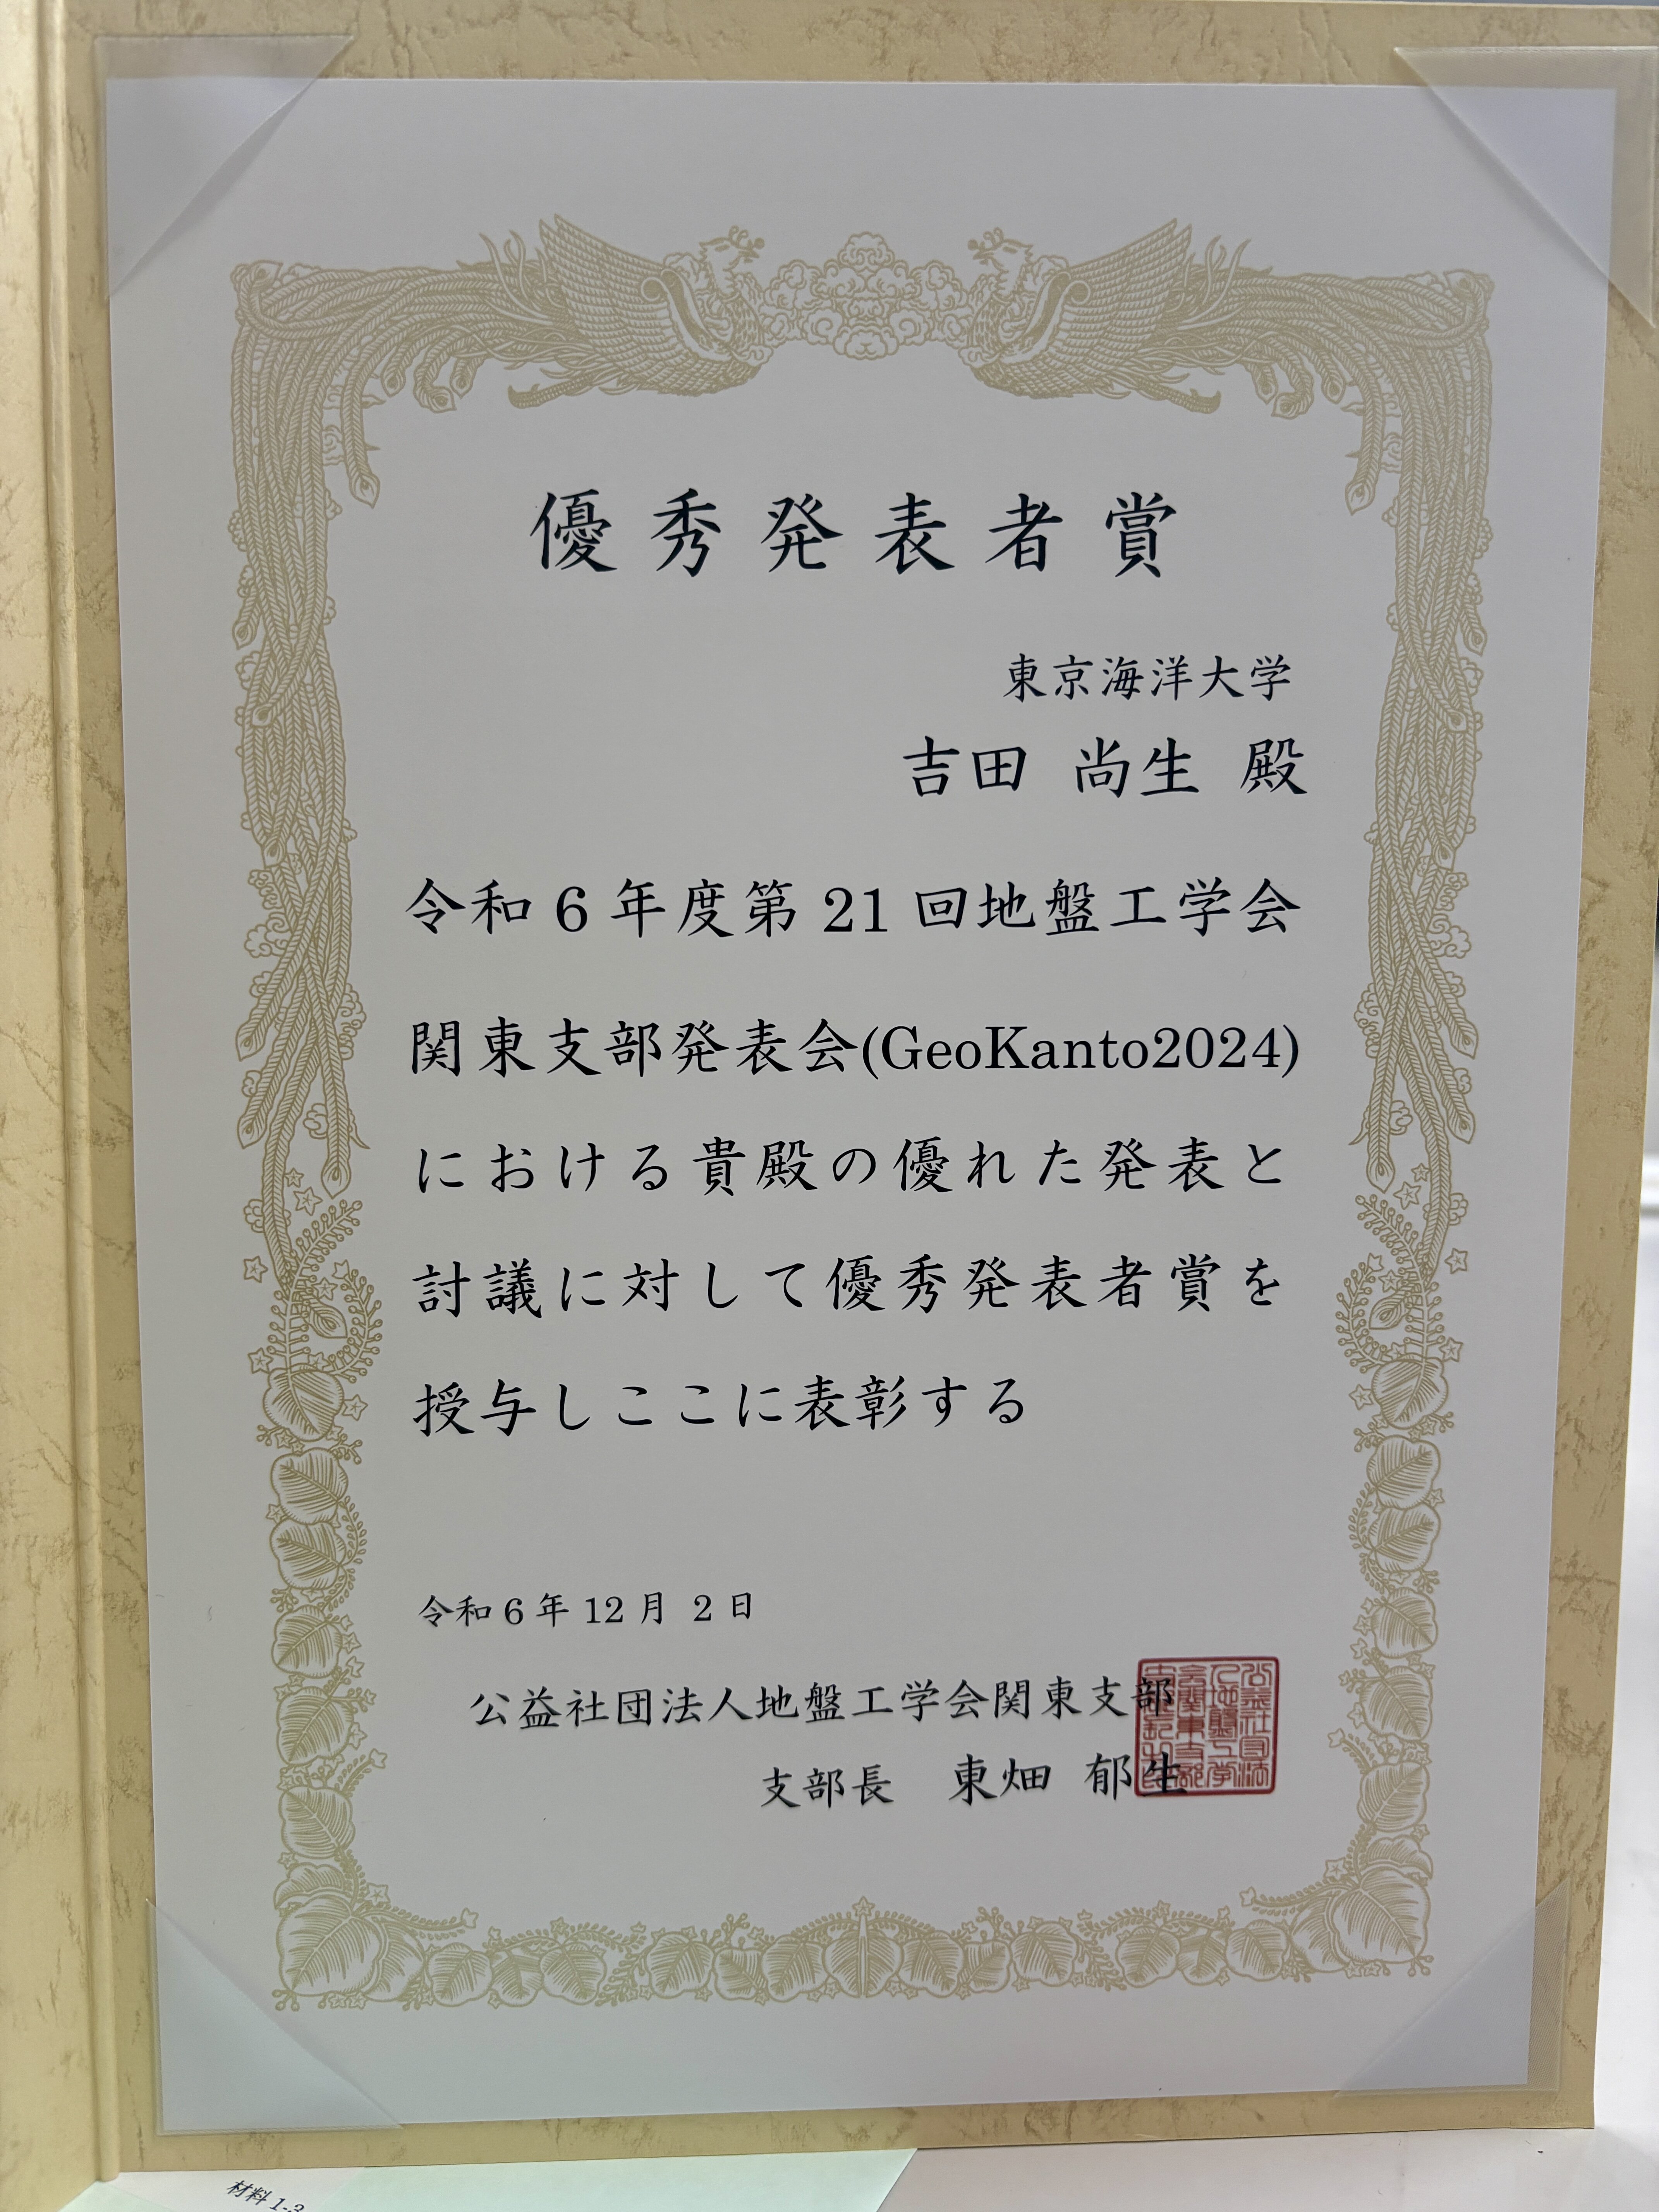 優秀発表者賞
東京海洋大学
吉田 尚生 殿
令和6年度第21回地盤工学会
関東支部発表会(GeoKanto2024)
における貴殿の優れた発表と
討議に対して優秀発表者賞を
授与しここに表彰する
令和6年12月 2日
公益社団法人地盤工学会関東支部
支部長 東畑 郁生
材料1-3